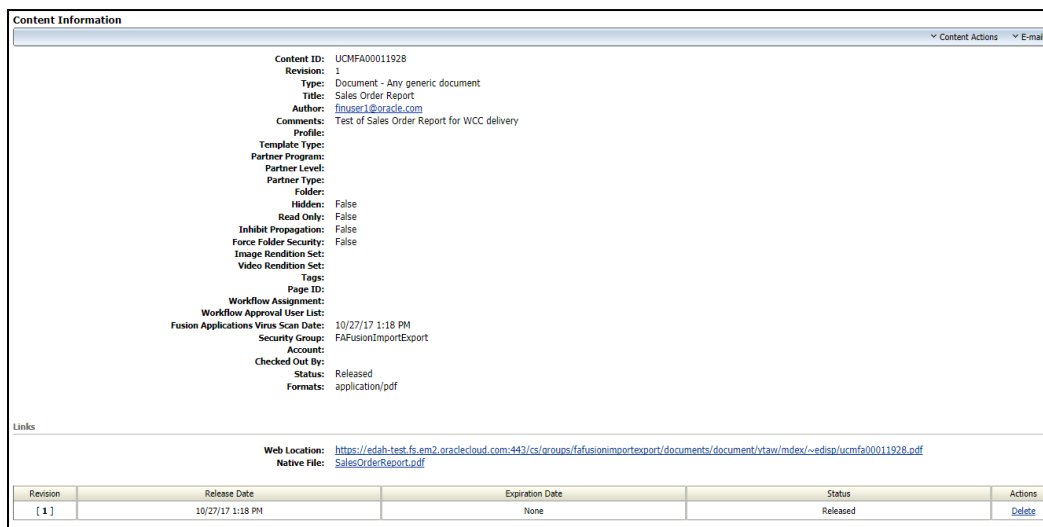 Content Information
Content Actions E-mail
Content ID: UCMFA00011928
Revision: 1
Type: Document - Any generic document
Title: Sales Order Report
Author: finuser1@oracle.com
Comments: Test of Sales Order Report for WCC delivery
Profile:
Template Type:
Partner Program:
Partner Level:
Partner Type:
Folder:
Hidden: False
Read Only: False
Inhibit Propagation: False
Force Folder Security: False
Image Rendition Set:
Video Rendition Set:
Tags:
Page ID:
Workflow Assignment:
Workflow Approval User List:
Fusion Applications Virus Scan Date: 10/27/17 1:18 PM
Security Group: FAFusionImportExport
Account:
Checked Out By:
Status: Released
Formats: application/pdf
Links
Web Location: https://edah-test.fs.em2.oraclecloud.com:443/cs/groups/fafusionimportexport/documents/document/ytaw/mdex/~edisp/ucmfa00011928.pdf
Native File: SalesOrderReport.pdf
Revision Release Date Expiration Date Status Actions
[ 1 ] 10/27/17 1:18 PM None Released Delete